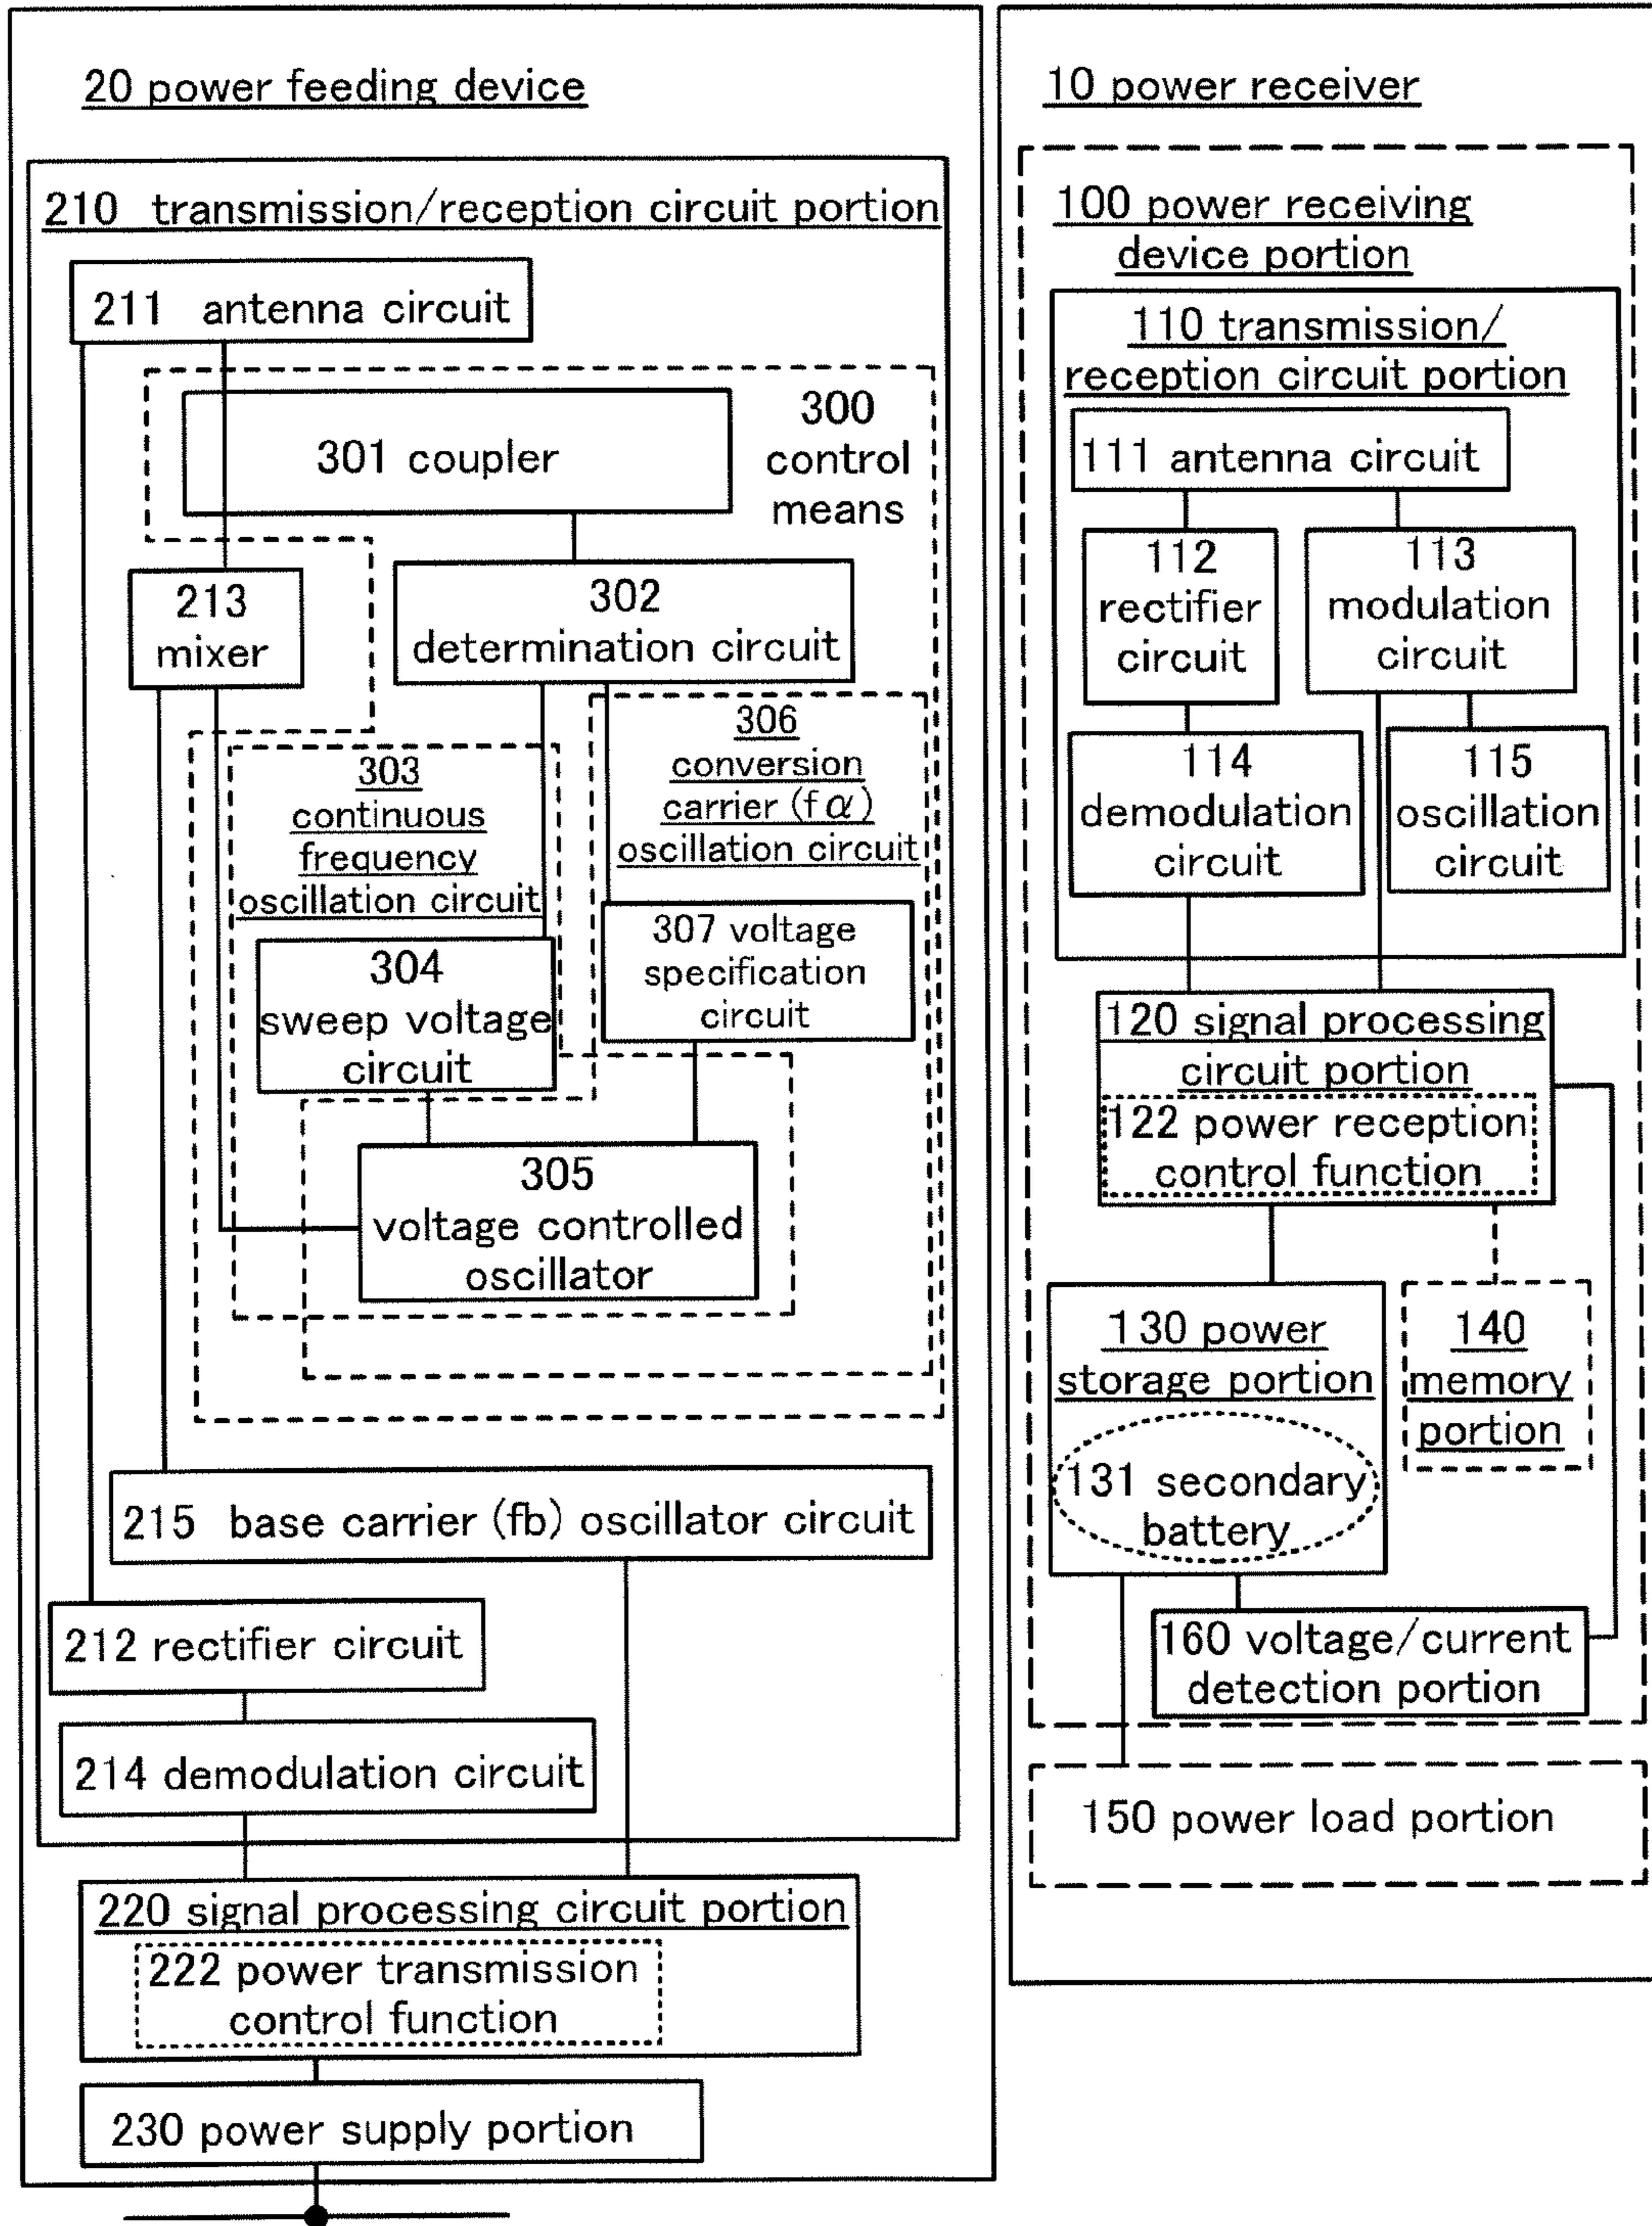 20 power feeding device
210 transmission/reception circuit portion
211 antenna circuit
301 coupler
300
control
means
213
mixer
302
determination circuit
303
continuous
frequency
oscillation circuit
306
conversion
carrier (fα)
oscillation circuit
304
sweep voltage
circuit
307 voltage
specification
circuit
305
voltage controlled
oscillator
215 base carrier (fb) oscillator circuit
212 rectifier circuit
214 demodulation circuit
220 signal processing circuit portion
222 power transmission
control function
230 power supply portion
10 power receiver
100 power receiving
device portion
110 transmission/
reception circuit portion
111 antenna circuit
112
rectifier
circuit
113
modulation
circuit
114
demodulation
circuit
115
oscillation
circuit
120 signal processing
circuit portion
122 power reception
control function
130 power
storage portion
131 secondary
battery
140
memory
portion
160 voltage/current
detection portion
150 power load portion